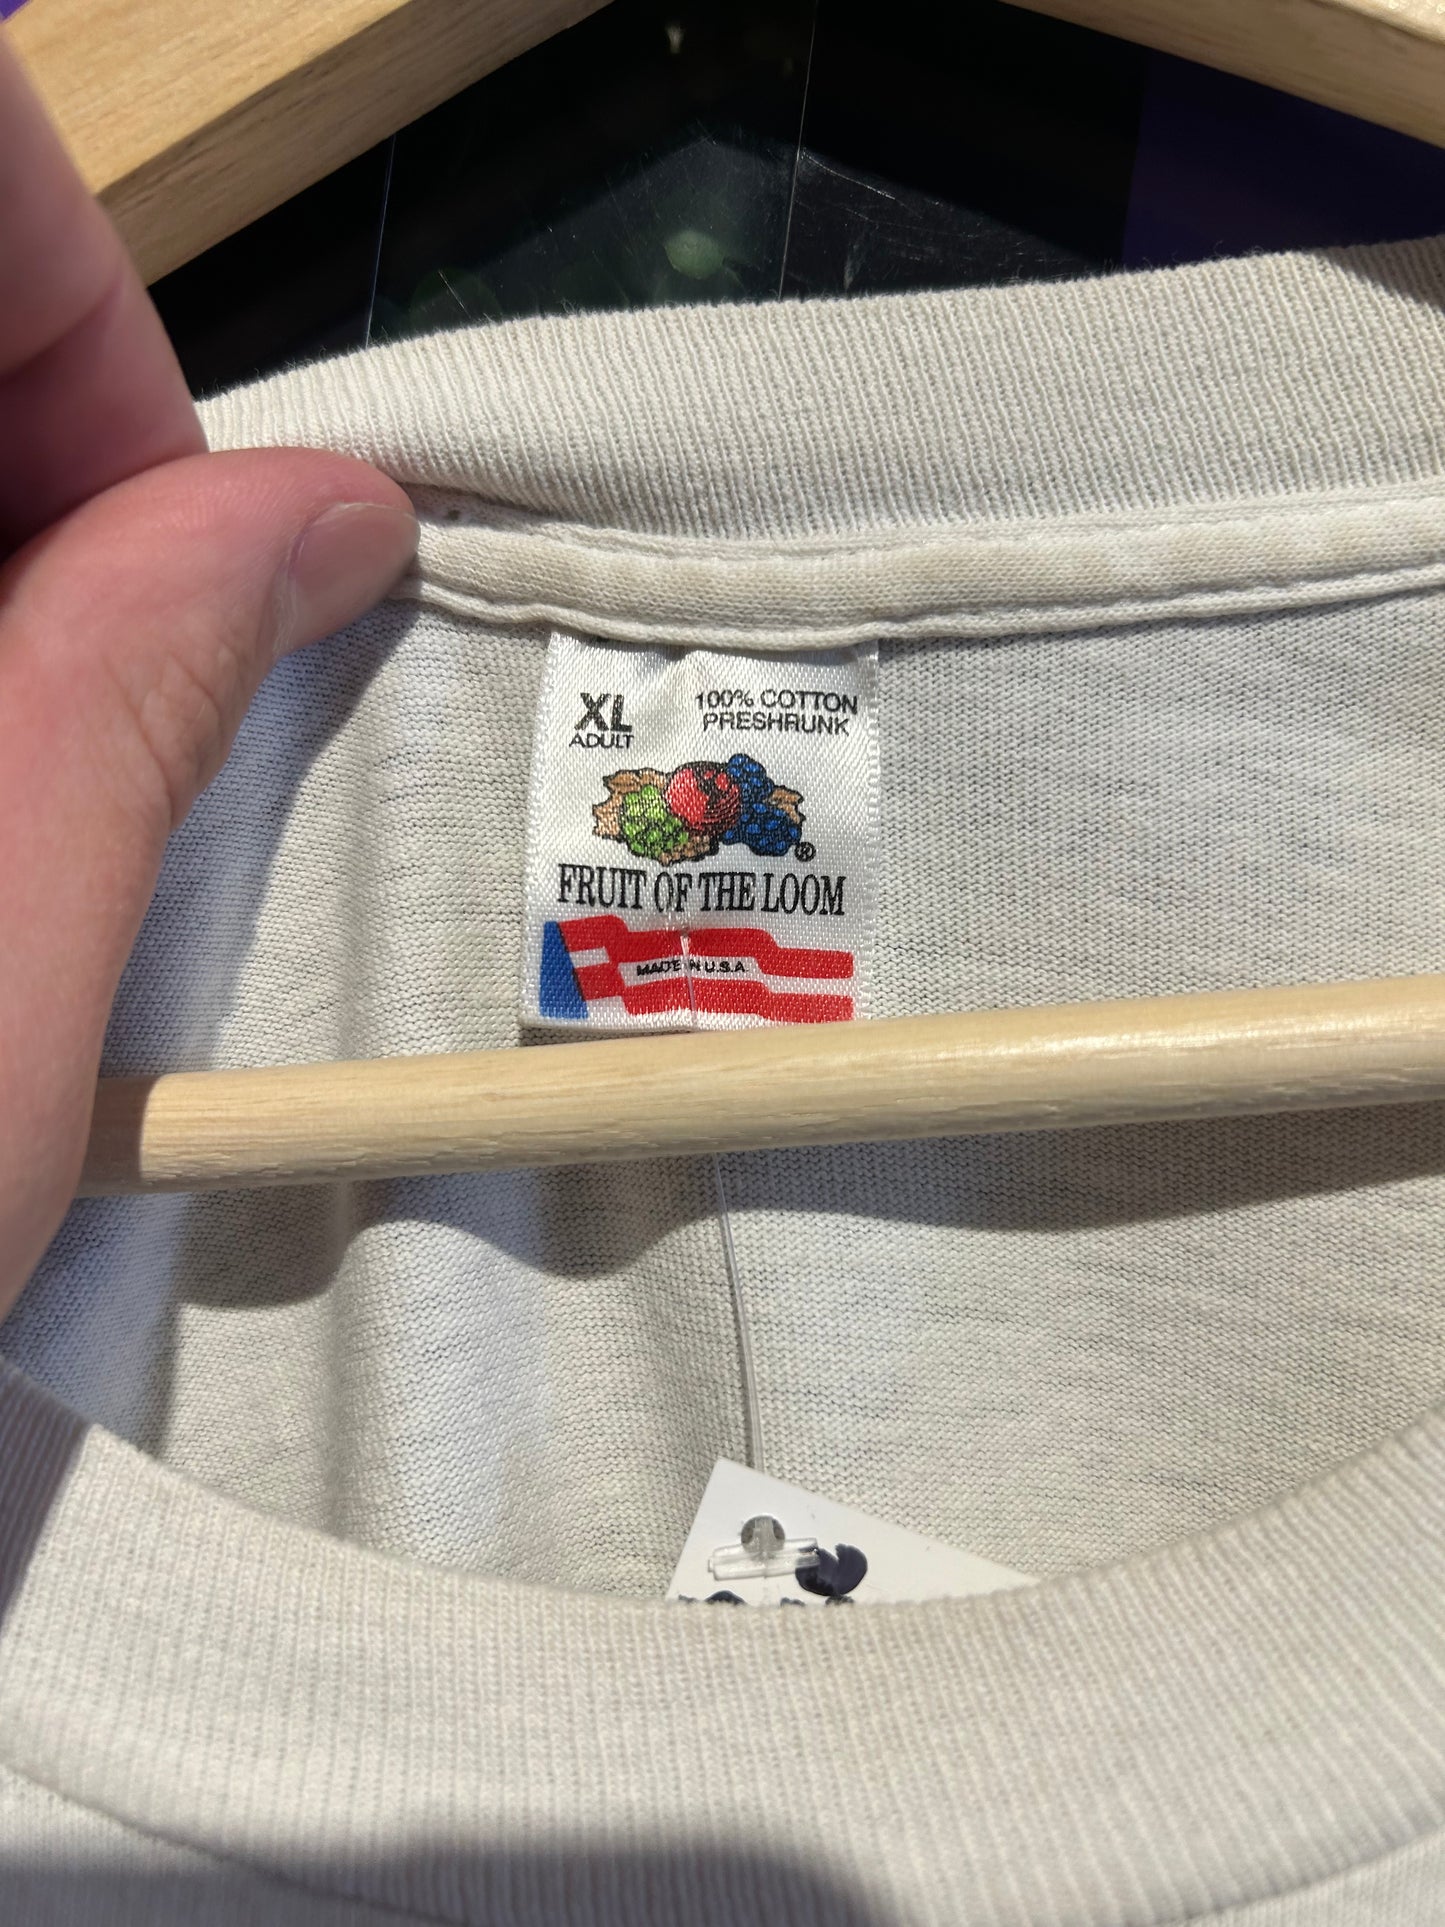 XL
ADULT
100% COTTON
PRESHRUNK
®
FRUIT OF THE LOOM
MADE IN U.S.A